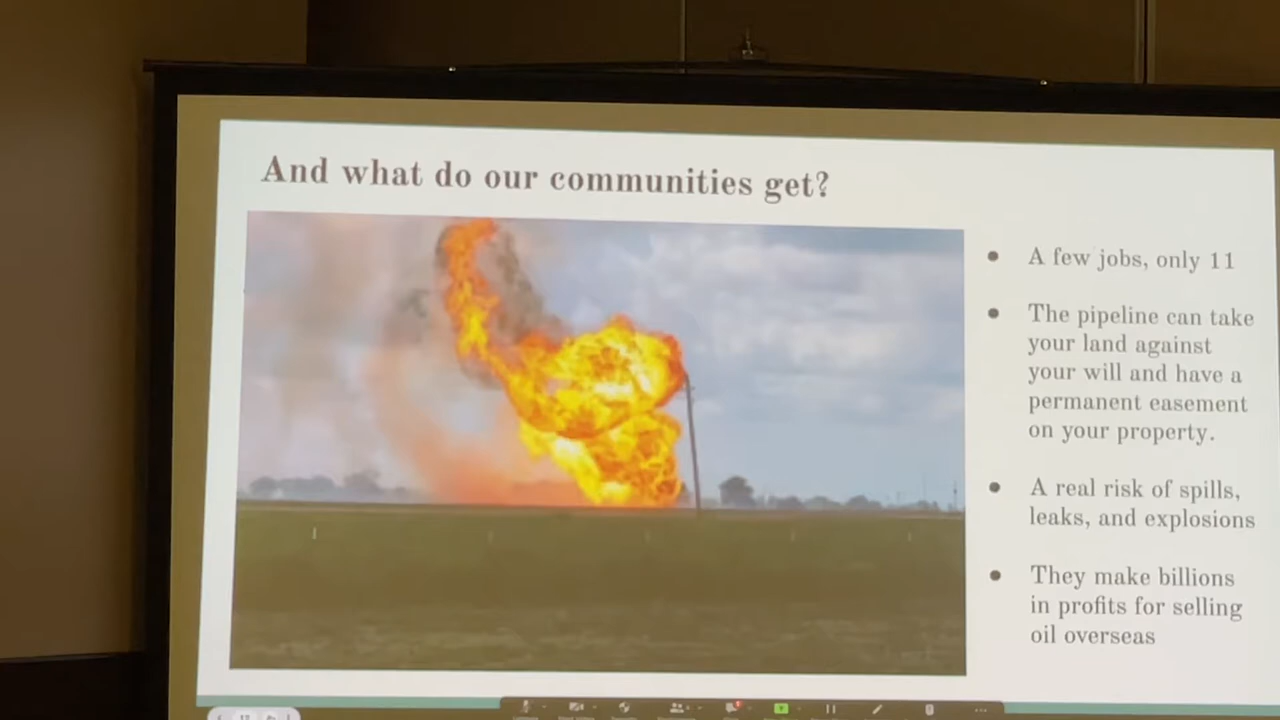 And what do our communities get?
A few jobs, only 11
The pipeline can take
your land against
your will and have a
permanent easement
on your property.
A real risk of spills,
leaks, and explosions
They make billions
in profits for selling
oil overseas